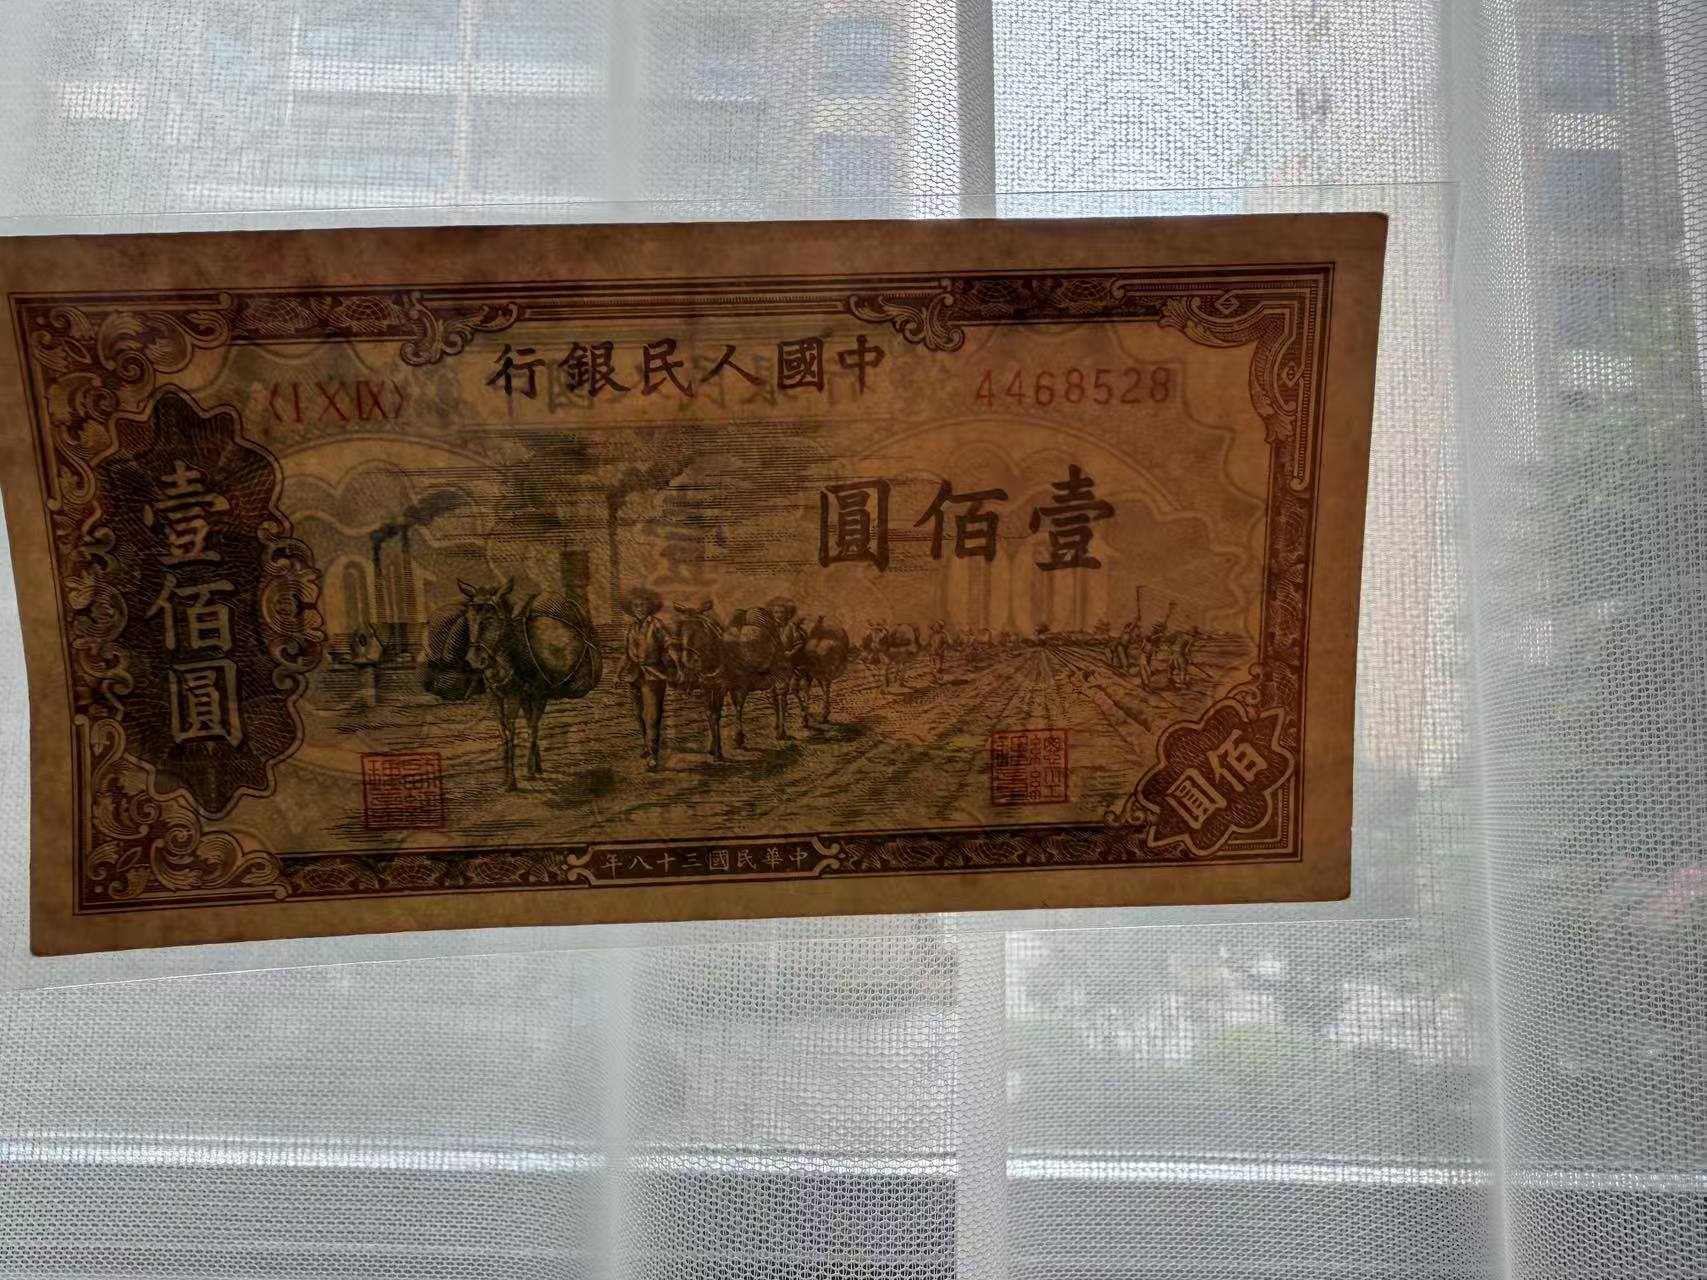 中國人民銀行
〈I X IX〉
4468528
壹佰圓
壹佰圓
佰圓
中華民國三十八年